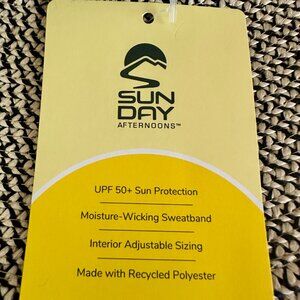 SUN
DAY
AFTERNOONS™
UPF 50+ Sun Protection
Moisture-Wicking Sweatband
Interior Adjustable Sizing
Made with Recycled Polyester